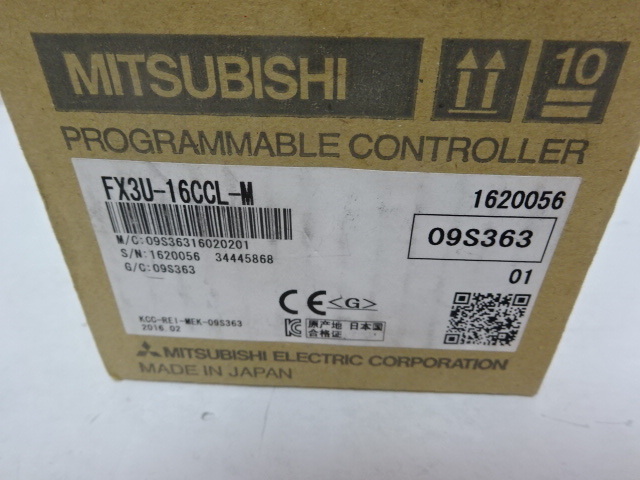 MITSUBISHI
10
PROGRAMMABLE CONTROLLER
FX3U-16CCL-M
1620056
M/C:09S36316020201
S/N:1620056 34445868
G/C:09S363
09S363
01
CE <G>
KCC-REI-MEK-09S363
2016.02
原产地 日本国
合格证
MITSUBISHI ELECTRIC CORPORATION
MADE IN JAPAN